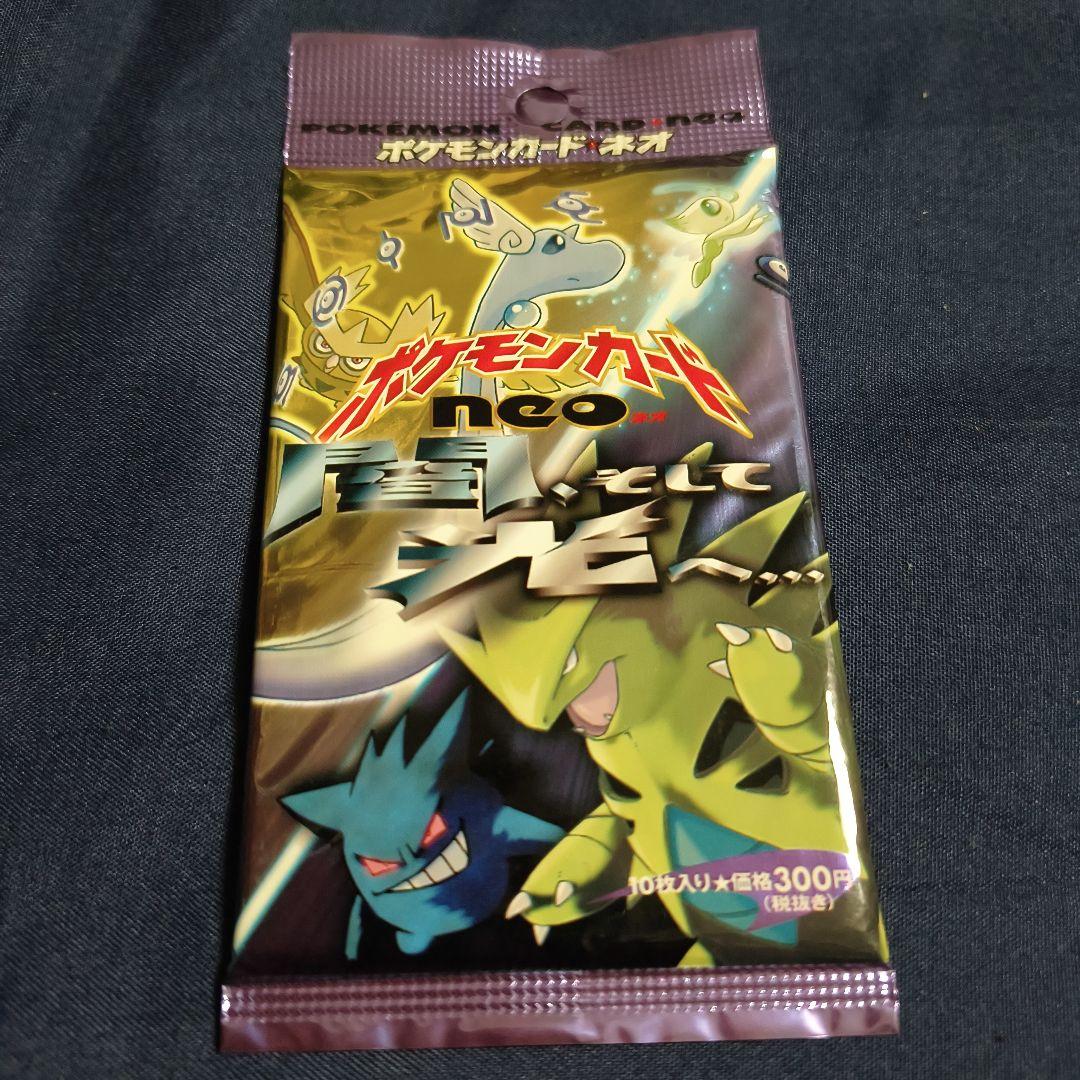 POKÉMON CARD★neo
ポケモンカード★ネオ
ポケモンカード
neo ネオ
闇、そして
光へ…
10枚入り★価格300円
(税抜き)